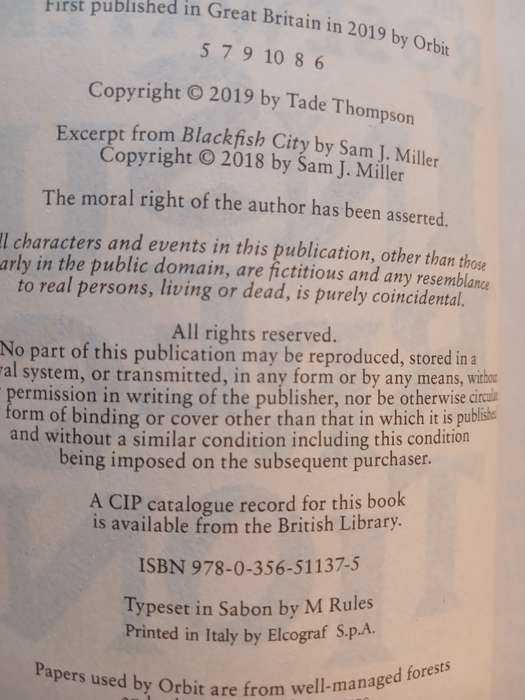 First published in Great Britain in 2019 by Orbit
5 7 9 10 8 6
Copyright © 2019 by Tade Thompson
Excerpt from Blackfish City by Sam J. Miller
Copyright © 2018 by Sam J. Miller
The moral right of the author has been asserted.
ll characters and events in this publication, other than those
arly in the public domain, are fictitious and any resemblance
to real persons, living or dead, is purely coincidental.
All rights reserved.
No part of this publication may be reproduced, stored in a
al system, or transmitted, in any form or by any means, without
permission in writing of the publisher, nor be otherwise circula
form of binding or cover other than that in which it is published
and without a similar condition including this condition
being imposed on the subsequent purchaser.
A CIP catalogue record for this book
is available from the British Library.
ISBN 978-0-356-51137-5
Typeset in Sabon by M Rules
Printed in Italy by Elcograf S.p.A.
Papers used by Orbit are from well-managed forests